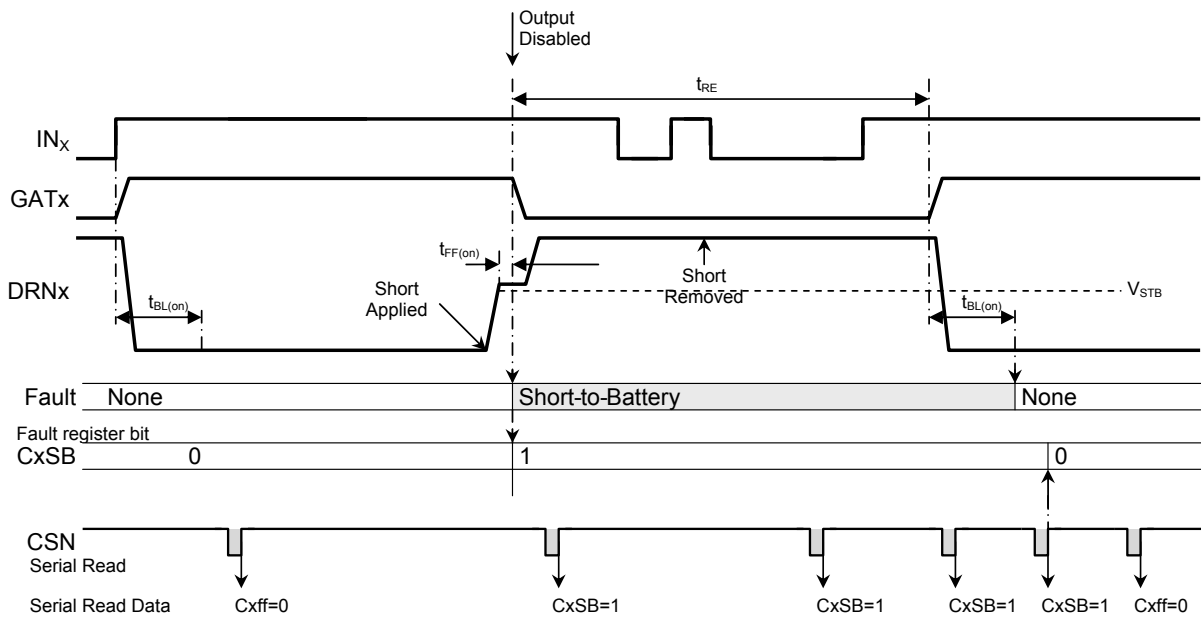 Output
Disabled
tRE
INX
GATx
tFF(on)
DRNx
Short
Applied
Short
Removed
VSTB
tBL(on)
tBL(on)
Fault
None
Short-to-Battery
None
Fault register bit
CxSB
0
1
0
CSN
Serial Read
Serial Read Data
Cxff=0
CxSB=1
CxSB=1
CxSB=1
CxSB=1
Cxff=0